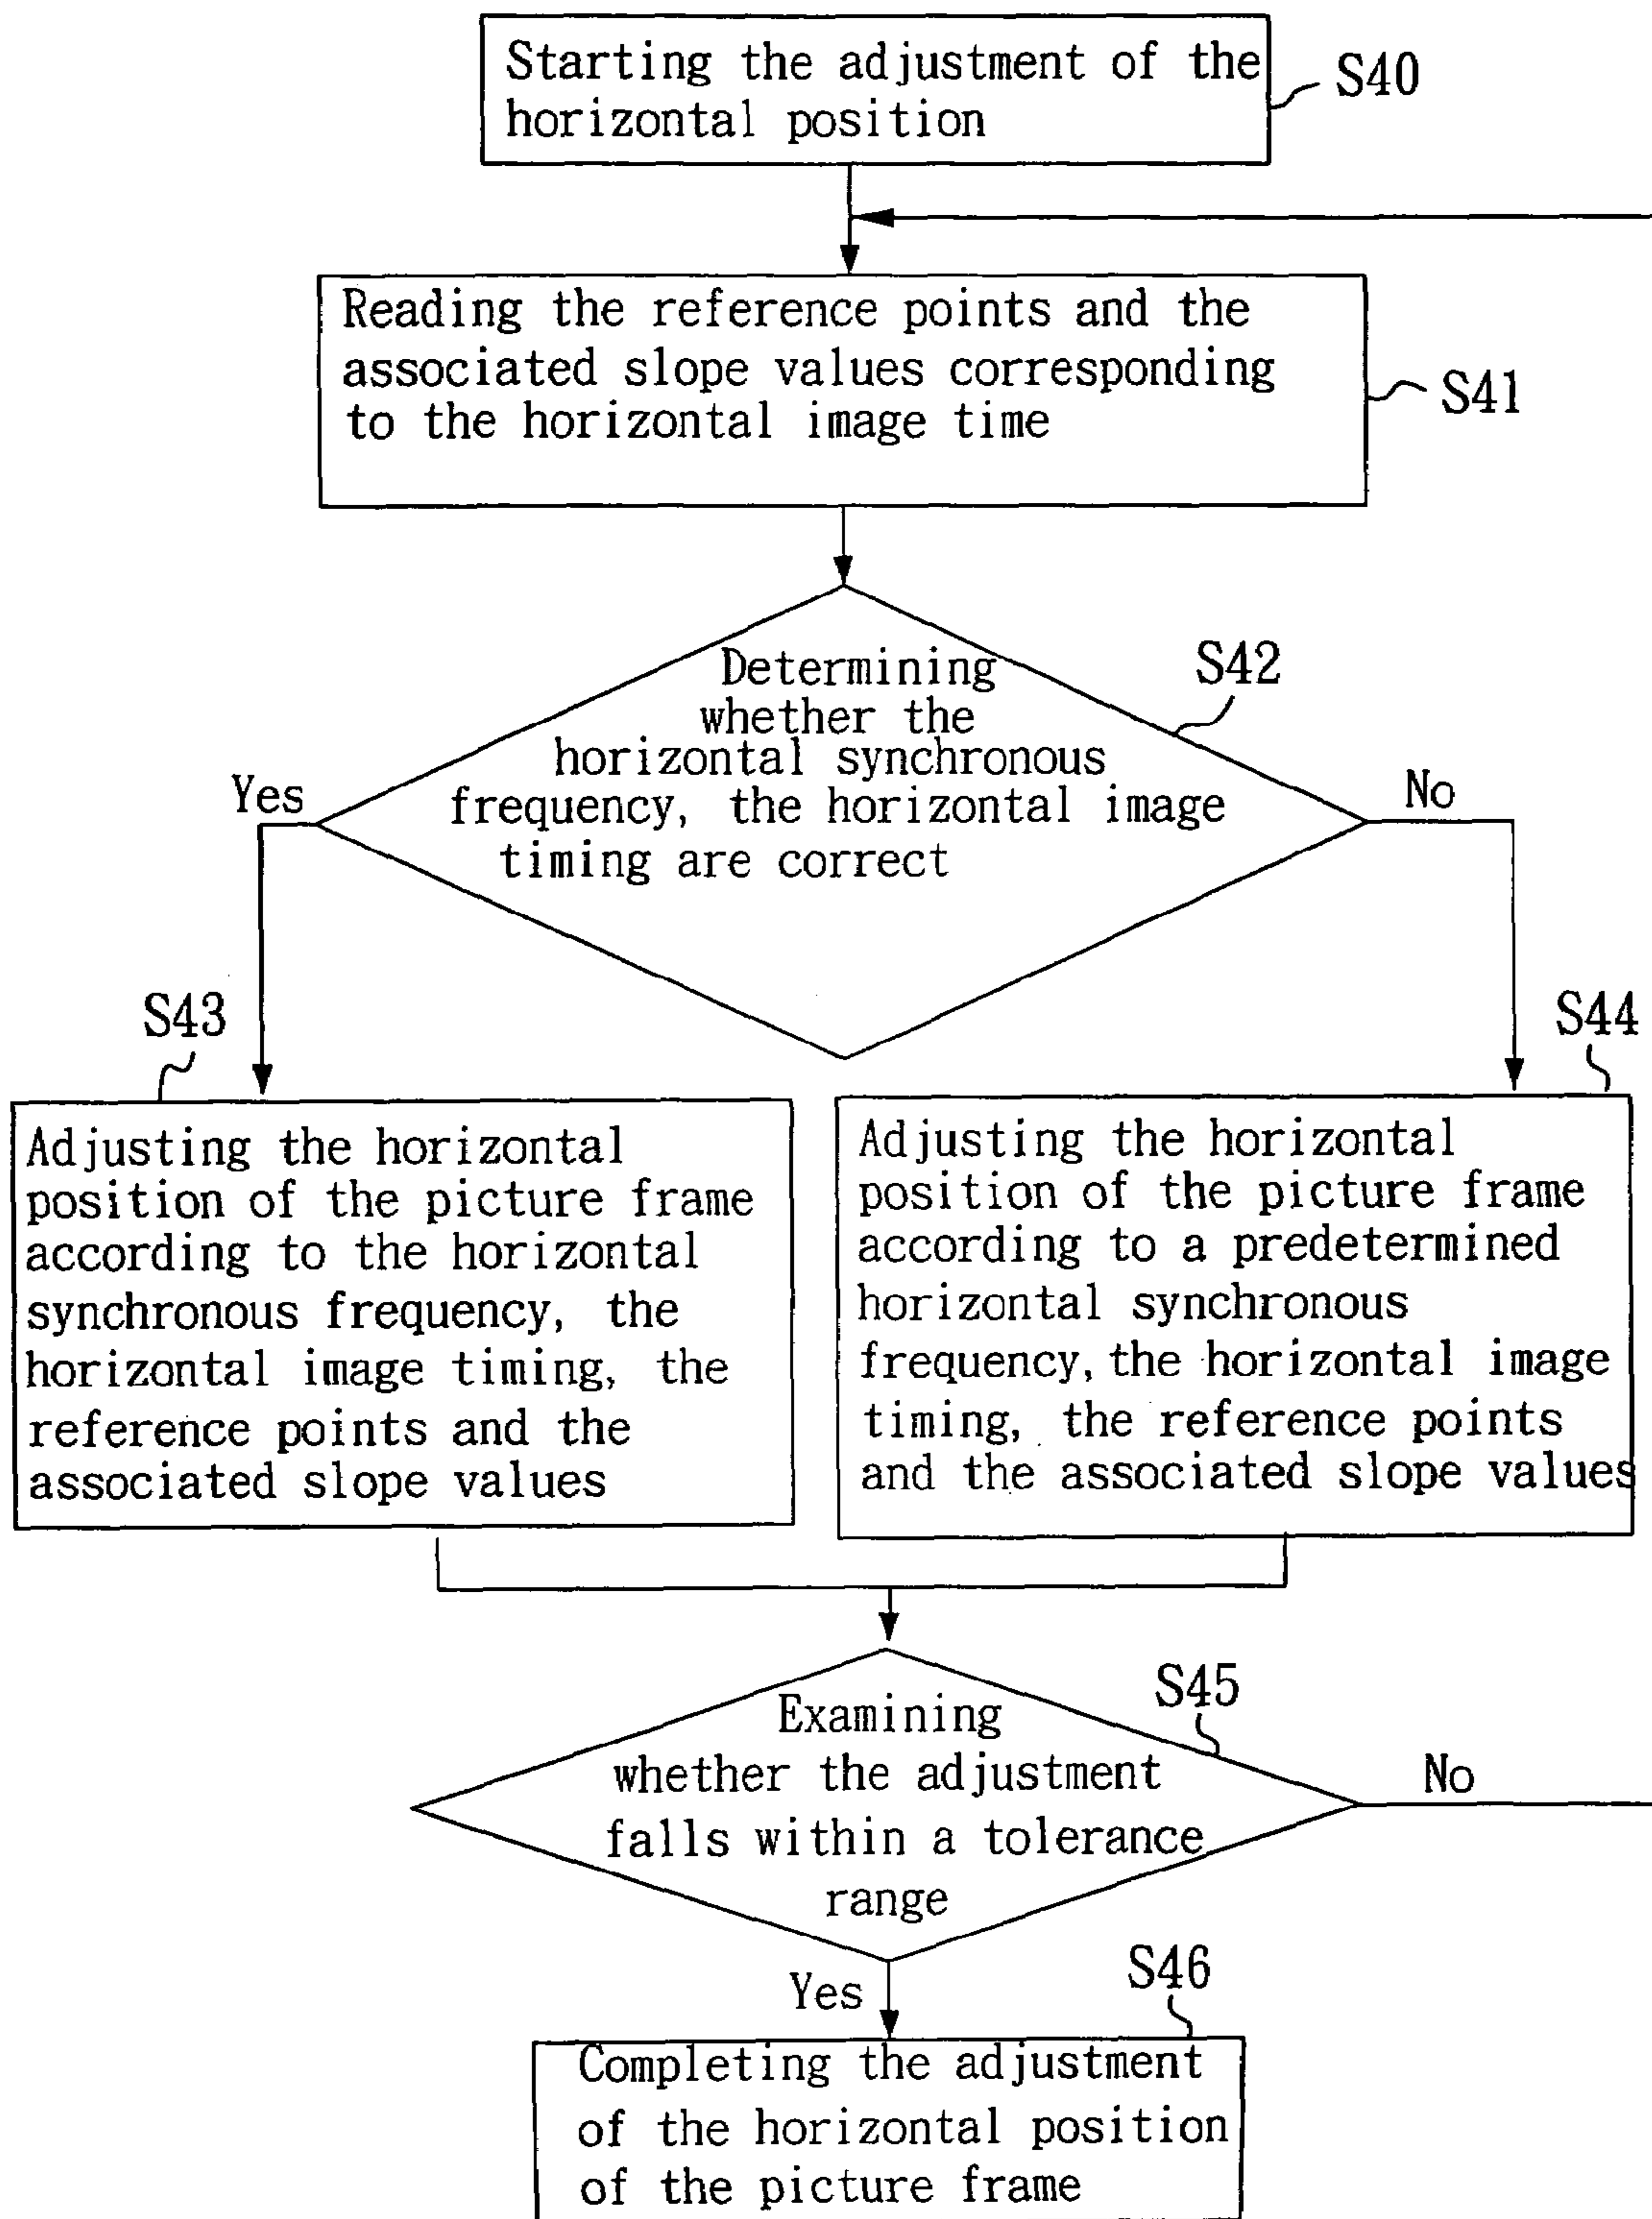 Starting the adjustment of the
horizontal position
S40
Reading the reference points and the
associated slope values corresponding
to the horizontal image time
S41
Determining
whether the
horizontal synchronous
frequency, the horizontal image
timing are correct
S42
Yes
No
S43
Adjusting the horizontal
position of the picture frame
according to the horizontal
synchronous frequency, the
horizontal image timing, the
reference points and the
associated slope values
S44
Adjusting the horizontal
position of the picture frame
according to a predetermined
horizontal synchronous
frequency, the horizontal image
timing, the reference points
and the associated slope values
Examining
whether the adjustment
falls within a tolerance
range
S45
No
Yes
S46
Completing the adjustment
of the horizontal position
of the picture frame